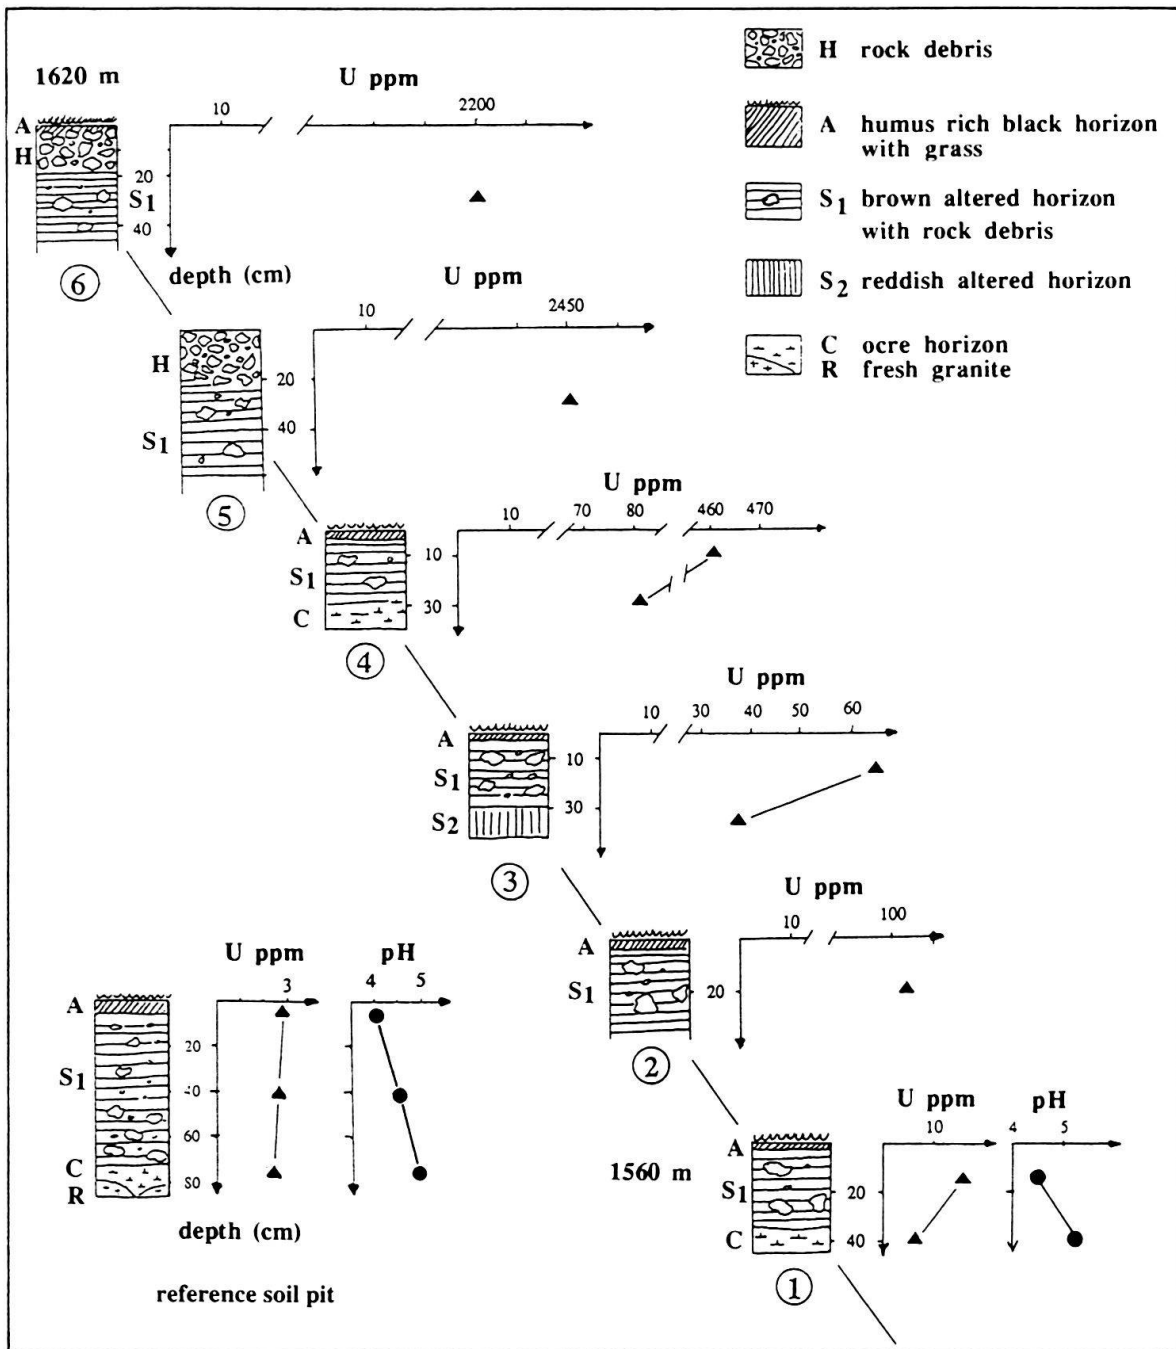 H rock debris
A humus rich black horizon
with grass
S1 brown altered horizon
with rock debris
S2 reddish altered horizon
C ocre horizon
R fresh granite
1620 m
U ppm
10 2200
A
H
S1
20
40
6
depth (cm)
U ppm
10 2450
H
S1
20
40
5
U ppm
10 70 80 460 470
A
S1
C
10
30
4
U ppm
10 30 40 50 60
A
S1
S2
10
30
3
U ppm
10 100
A
S1
20
2
1560 m
U ppm pH
10 4 5
A
S1
C
20
40
1
U ppm pH
3 4 5
A
S1
C
R
20
40
60
80
depth (cm)
reference soil pit